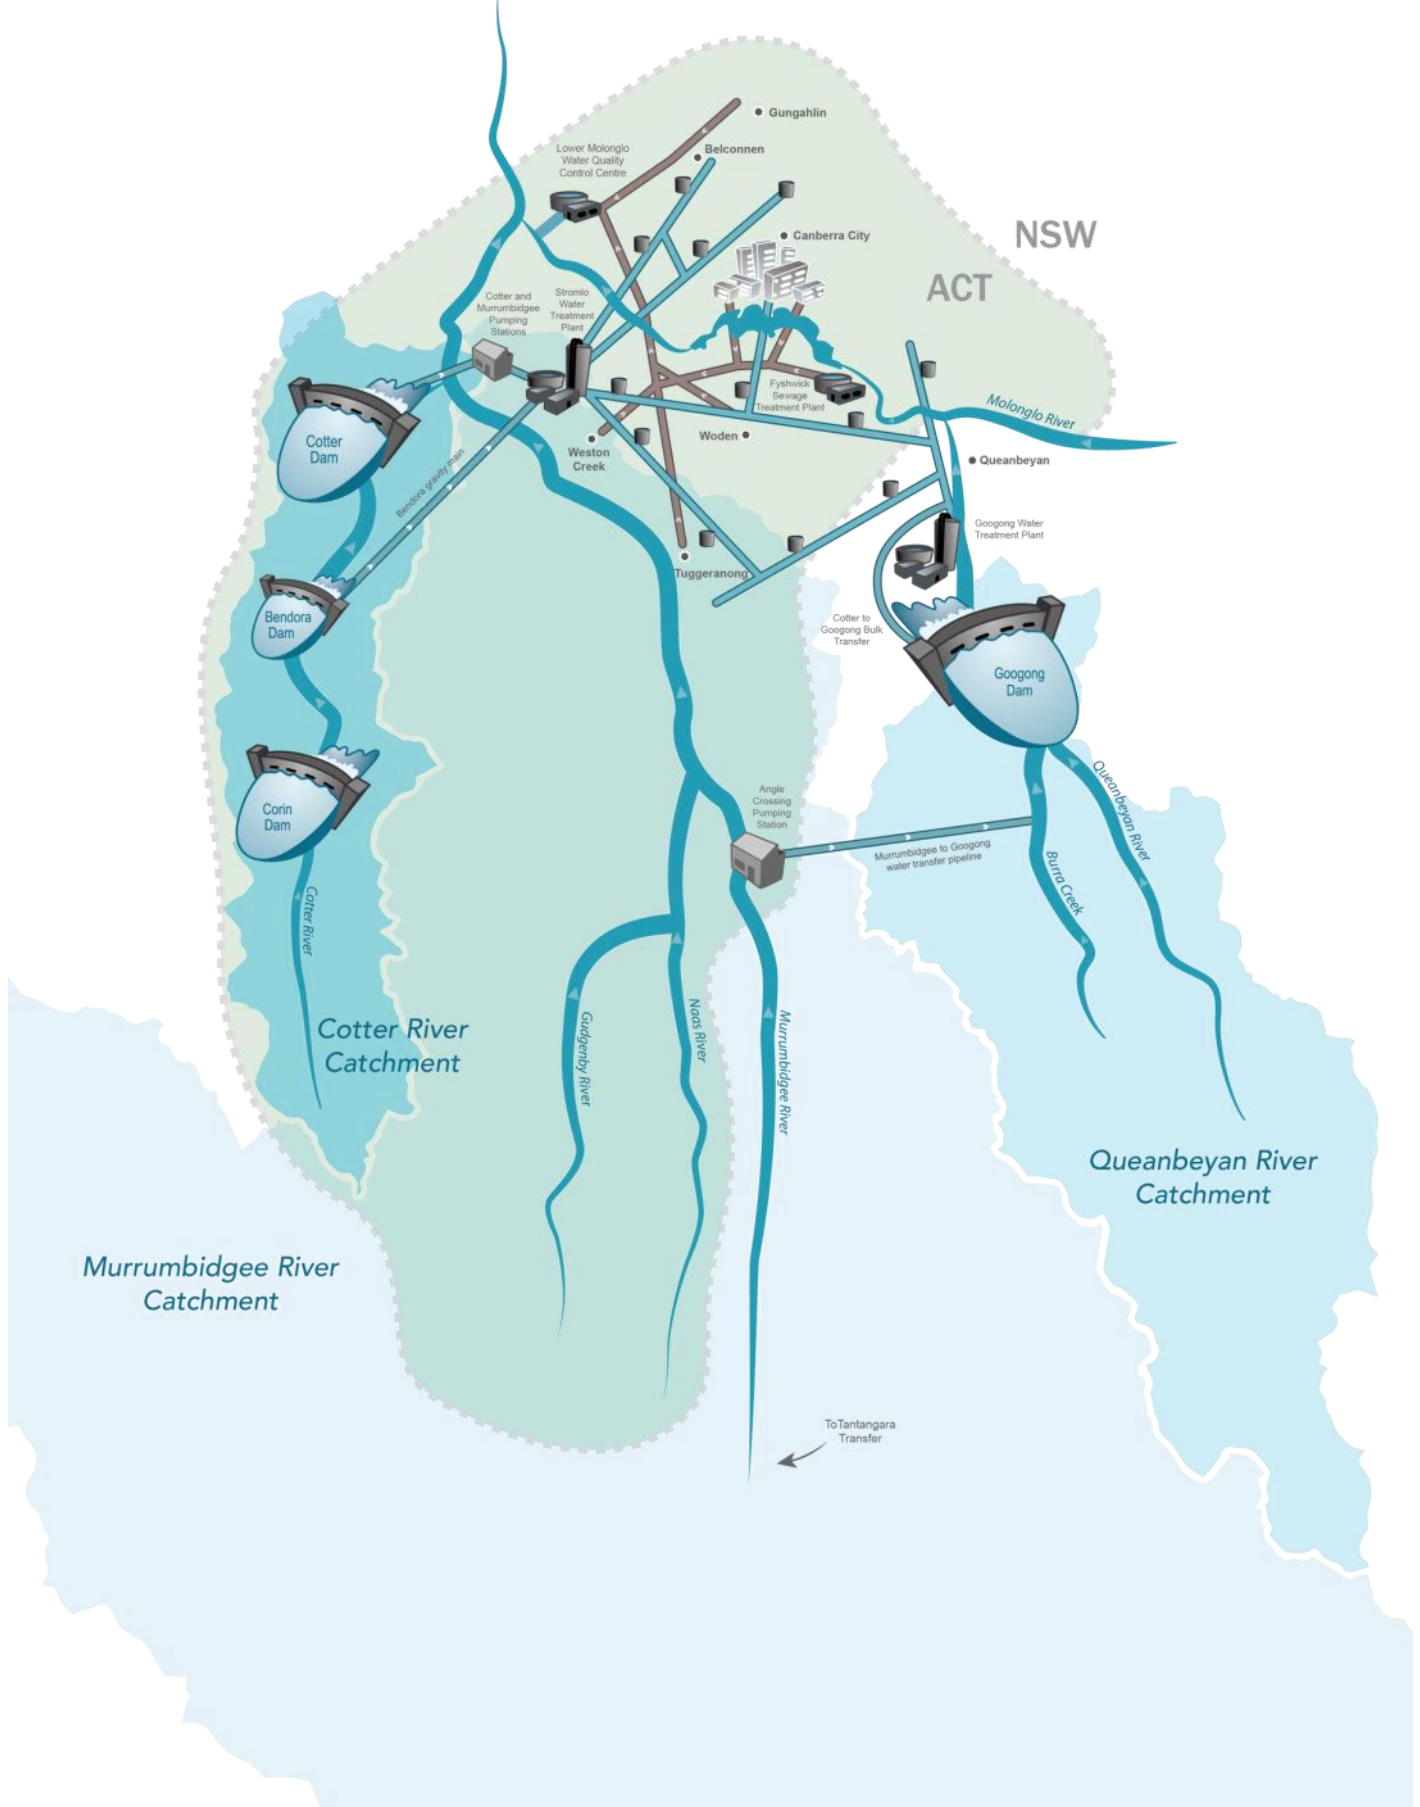 Gungahlin
Belconnen
Lower Molonglo
Water Quality
Control Centre
NSW
Canberra City
ACT
Cotter and
Murrumbidgee
Pumping
Stations
Stromlo
Water
Treatment
Plant
Fyshwick
Sewage
Treatment Plant
Molonglo River
Cotter
Dam
Woden
Weston
Creek
Queanbeyan
Bendora gravity main
Googong Water
Treatment Plant
Tuggeranong
Bendora
Dam
Cotter to
Googong Bulk
Transfer
Googong
Dam
Corin
Dam
Angle
Crossing
Pumping
Station
Queanbeyan River
Murrumbidgee to Googong
water transfer pipeline
Burra Creek
Cotter River
Cotter River
Catchment
Gudgenby River
Naas River
Murrumbidgee River
Queanbeyan River
Catchment
Murrumbidgee River
Catchment
To Tantangara
Transfer